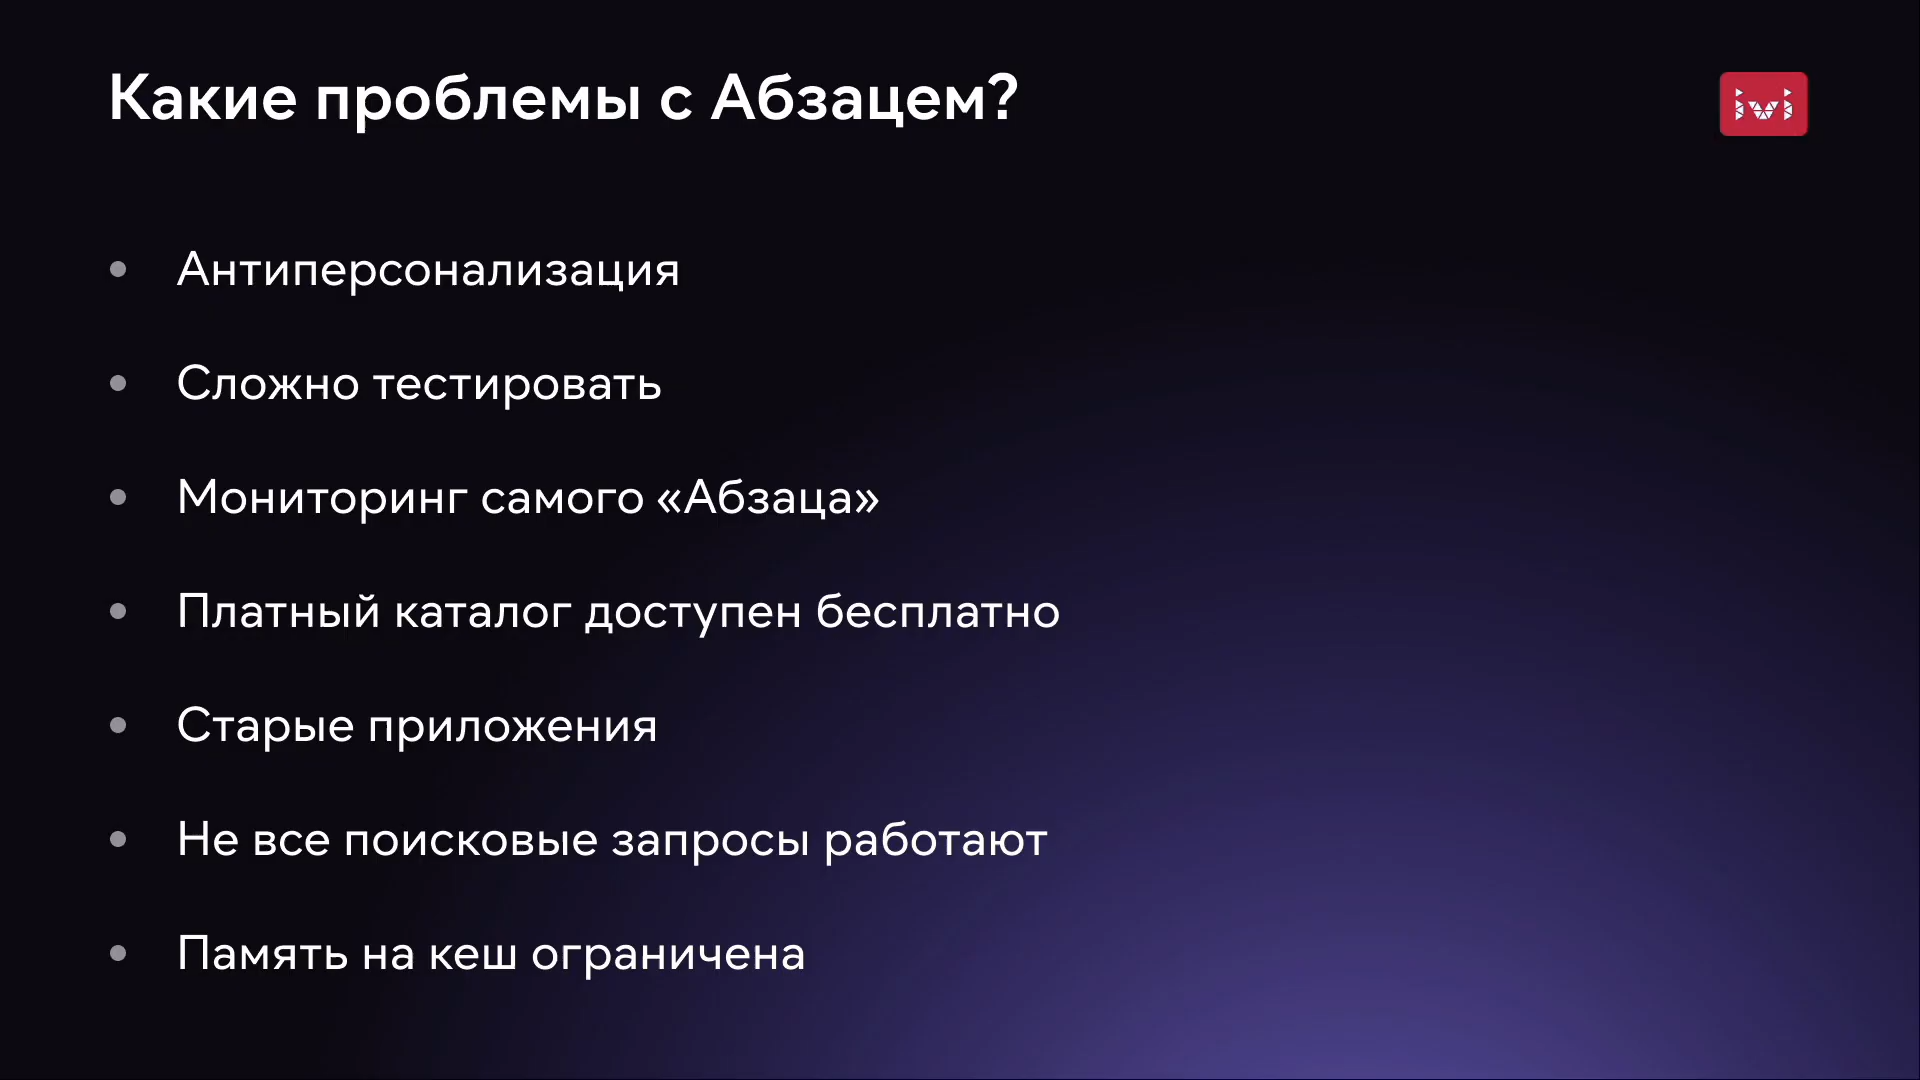 Какие проблемы с Абзацем?
ivi
Антиперсонализация
Сложно тестировать
Мониторинг самого «Абзаца»
Платный каталог доступен бесплатно
Старые приложения
Не все поисковые запросы работают
Память на кеш ограничена